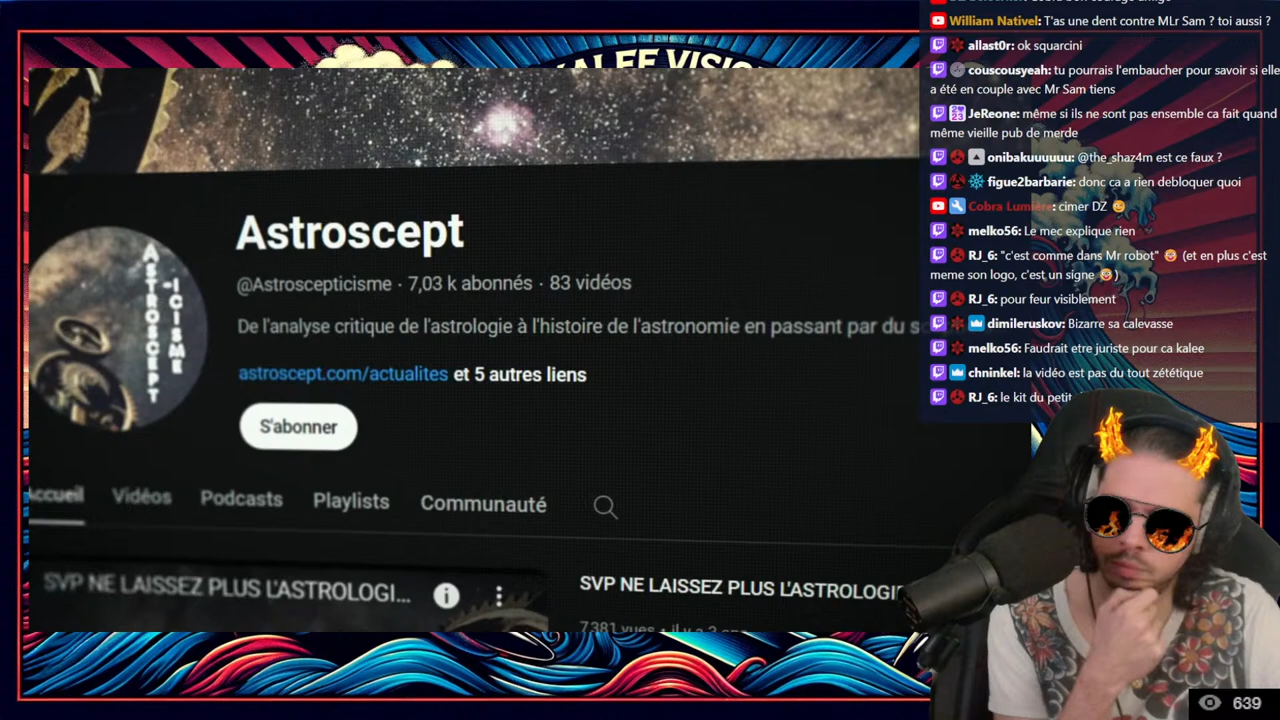 KALEE VISION
Astroscept
@Astroscepticisme · 7,03 k abonnés · 83 vidéos
De l'analyse critique de l'astrologie à l'histoire de l'astronomie en passant par du
astroscept.com/actualites et 5 autres liens
S'abonner
Accueil Vidéos Podcasts Playlists Communauté
SVP NE LAISSEZ PLUS L'ASTROLOGI...
SVP NE LAISSEZ PLUS L'ASTROLOGI
7381 vues • il y a 2 ans
ASTROSCEPT
-ICISME
William Nativel: T'as une dent contre MLr Sam ? toi aussi ?
allast0r: ok squarcini
couscousyeah: tu pourrais l'embaucher pour savoir si elle
a été en couple avec Mr Sam tiens
JeReone: même si ils ne sont pas ensemble ca fait quand
même vieille pub de merde
onibakuuuuuu: @the_shaz4m est ce faux ?
figue2barbarie: donc ca a rien debloquer quoi
Cobra Lumière: cimer DZ
melko56: Le mec explique rien
RJ_6: "c'est comme dans Mr robot" (et en plus c'est
meme son logo, c'est un signe )
RJ_6: pour feur visiblement
dimileruskov: Bizarre sa calevasse
melko56: Faudrait etre juriste pour ca kalee
chninkel: la vidéo est pas du tout zététique
RJ_6: le kit du petit
639